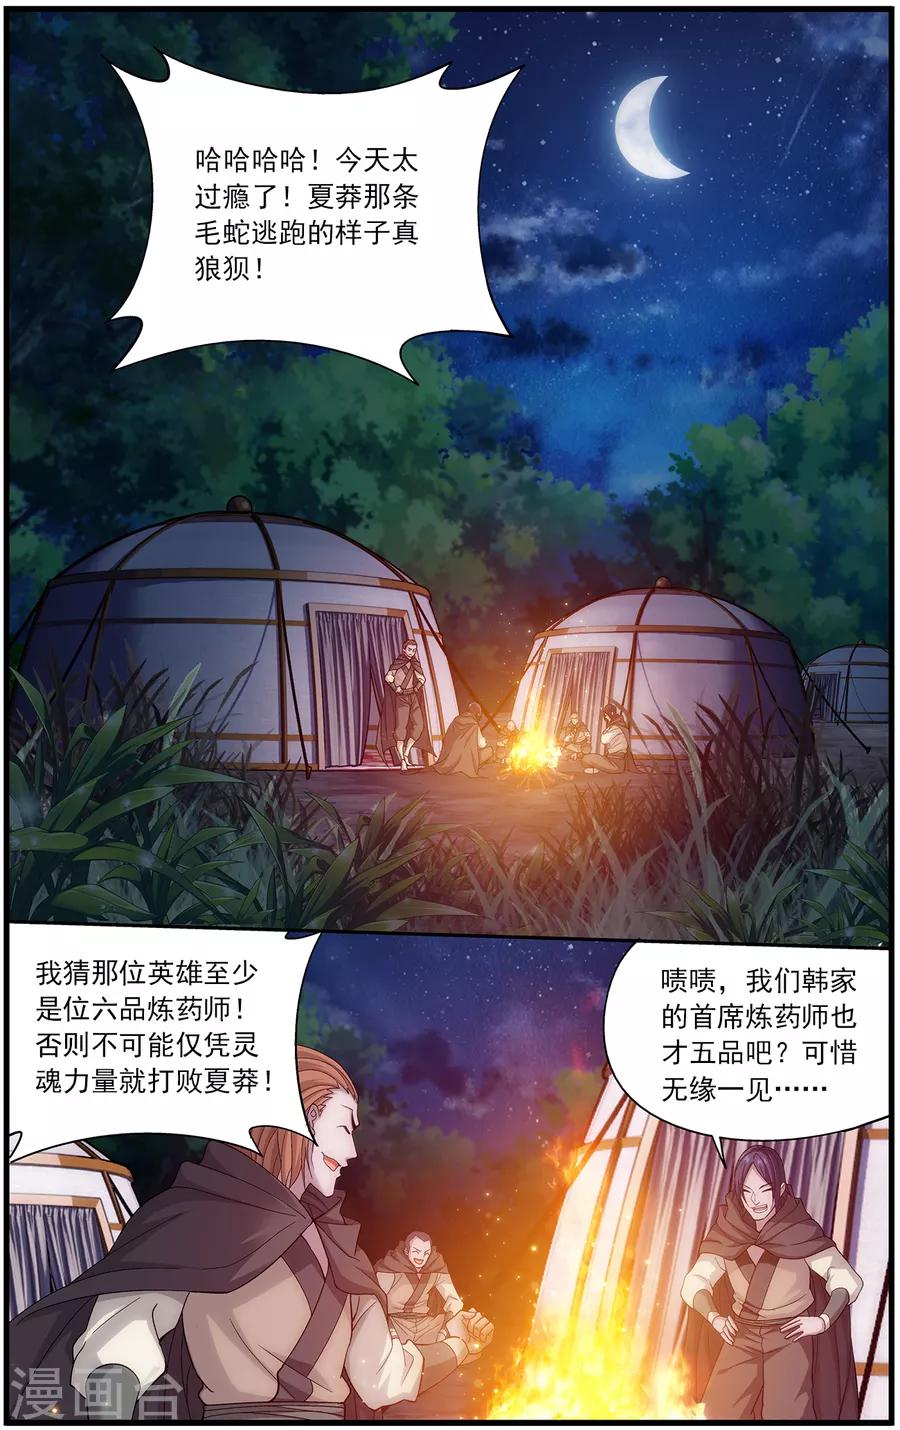 哈哈哈哈！今天太
过瘾了！夏莽那条
毛蛇逃跑的样子真
狼狈！
我猜那位英雄至少
是位六品炼药师！
否则不可能仅凭灵
魂力量就打败夏莽！
啧啧，我们韩家
的首席炼药师也
才五品吧？可惜
无缘一见……
漫画台